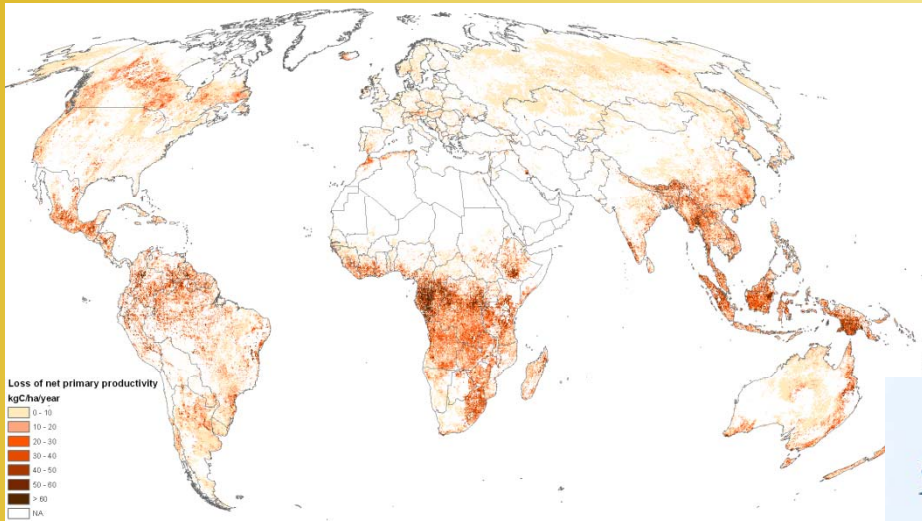 Loss of net primary productivity
kgC/ha/year
0 - 10
10 - 20
20 - 30
30 - 40
40 - 50
50 - 60
> 60
NA